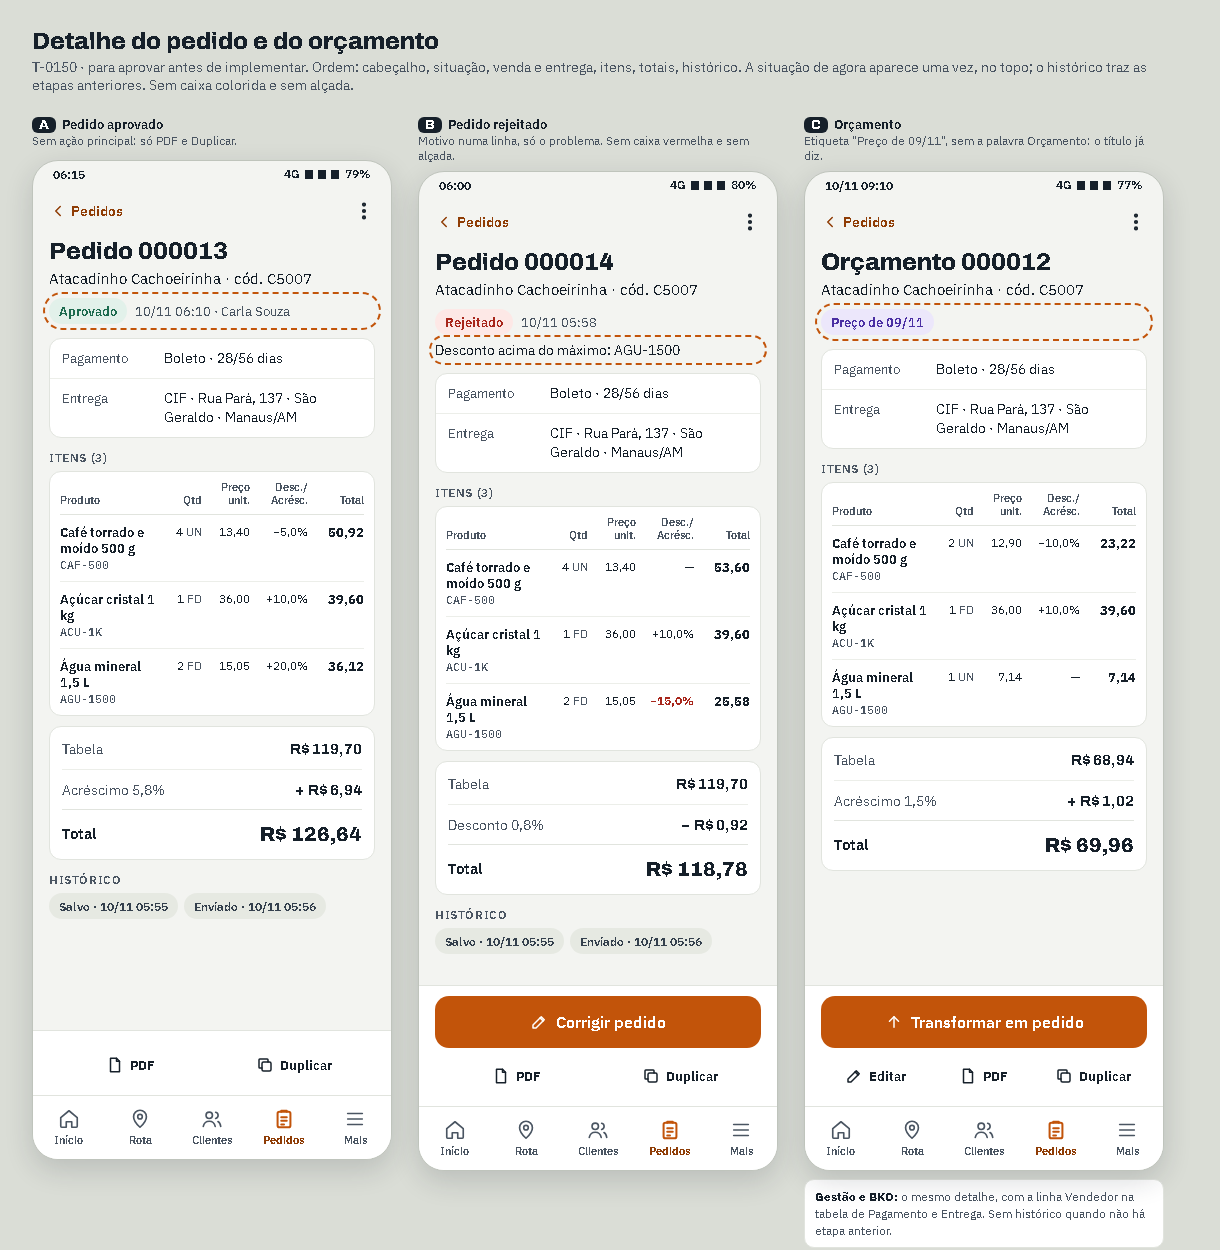 Detalhe do pedido e do orçamento
T-0150 · para aprovar antes de implementar. Ordem: cabeçalho, situação, venda e entrega, itens, totais, histórico. A situação de agora aparece uma vez, no topo; o histórico traz as
etapas anteriores. Sem caixa colorida e sem alçada.
A Pedido aprovado
Sem ação principal: só PDF e Duplicar.
06:15 4G 79%
Pedidos
Pedido 000013
Atacadinho Cachoeirinha · cód. C5007
Aprovado 10/11 06:10 · Carla Souza
Pagamento Boleto · 28/56 dias
Entrega CIF · Rua Pará, 137 · São
Geraldo · Manaus/AM
ITENS (3)
Preço Desc./
Produto Qtd unit. Acrésc. Total
Café torrado e 4 UN 13,40 −5,0% 50,92
moído 500 g
CAF-500
Açúcar cristal 1 1 FD 36,00 +10,0% 39,60
kg
ACU-1K
Água mineral 2 FD 15,05 +20,0% 36,12
1,5 L
AGU-1500
Tabela R$ 119,70
Acréscimo 5,8% + R$ 6,94
Total R$ 126,64
HISTÓRICO
Salvo · 10/11 05:55 Enviado · 10/11 05:56
PDF Duplicar
Início Rota Clientes Pedidos Mais
B Pedido rejeitado
Motivo numa linha, só o problema. Sem caixa vermelha e sem
alçada.
06:00 4G 80%
Pedidos
Pedido 000014
Atacadinho Cachoeirinha · cód. C5007
Rejeitado 10/11 05:58
Desconto acima do máximo: AGU-1500
Pagamento Boleto · 28/56 dias
Entrega CIF · Rua Pará, 137 · São
Geraldo · Manaus/AM
ITENS (3)
Preço Desc./
Produto Qtd unit. Acrésc. Total
Café torrado e 4 UN 13,40 — 53,60
moído 500 g
CAF-500
Açúcar cristal 1 1 FD 36,00 +10,0% 39,60
kg
ACU-1K
Água mineral 2 FD 15,05 −15,0% 25,58
1,5 L
AGU-1500
Tabela R$ 119,70
Desconto 0,8% − R$ 0,92
Total R$ 118,78
HISTÓRICO
Salvo · 10/11 05:55 Enviado · 10/11 05:56
Corrigir pedido
PDF Duplicar
Início Rota Clientes Pedidos Mais
C Orçamento
Etiqueta "Preço de 09/11", sem a palavra Orçamento: o título já
diz.
10/11 09:10 4G 77%
Pedidos
Orçamento 000012
Atacadinho Cachoeirinha · cód. C5007
Preço de 09/11
Pagamento Boleto · 28/56 dias
Entrega CIF · Rua Pará, 137 · São
Geraldo · Manaus/AM
ITENS (3)
Preço Desc./
Produto Qtd unit. Acrésc. Total
Café torrado e 2 UN 12,90 −10,0% 23,22
moído 500 g
CAF-500
Açúcar cristal 1 1 FD 36,00 +10,0% 39,60
kg
ACU-1K
Água mineral 1 UN 7,14 — 7,14
1,5 L
AGU-1500
Tabela R$ 68,94
Acréscimo 1,5% + R$ 1,02
Total R$ 69,96
Transformar em pedido
Editar PDF Duplicar
Início Rota Clientes Pedidos Mais
Gestão e BKO: o mesmo detalhe, com a linha Vendedor na
tabela de Pagamento e Entrega. Sem histórico quando não há
etapa anterior.